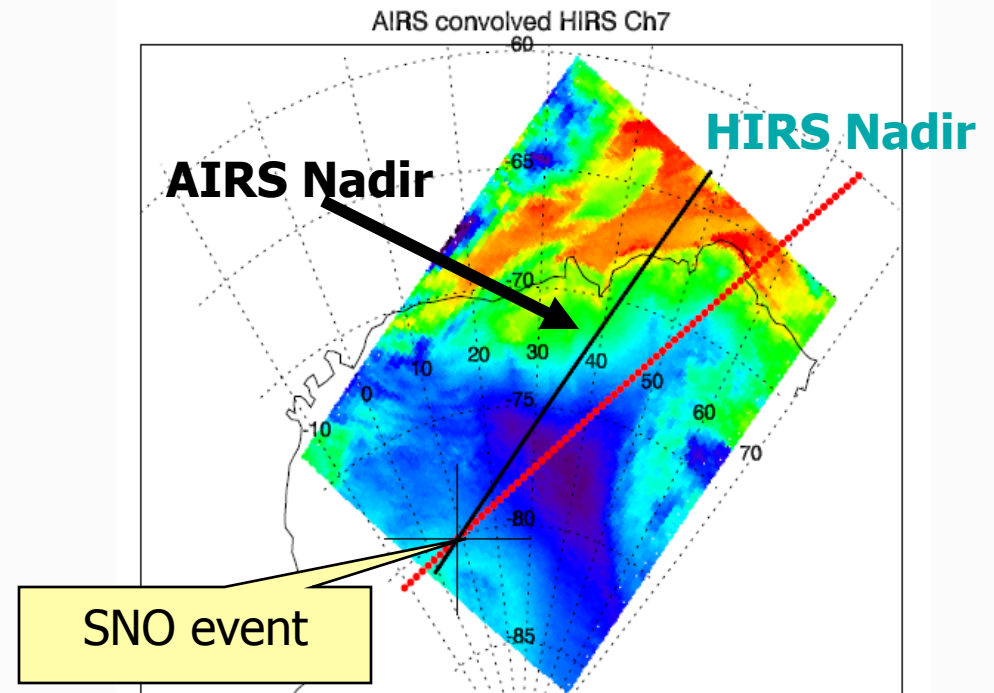 AIRS convolved HIRS Ch7
-60
HIRS Nadir
-65
AIRS Nadir
-70
20 30 40
10 50
0 -75 60
-10 70
-80
SNO event
-85